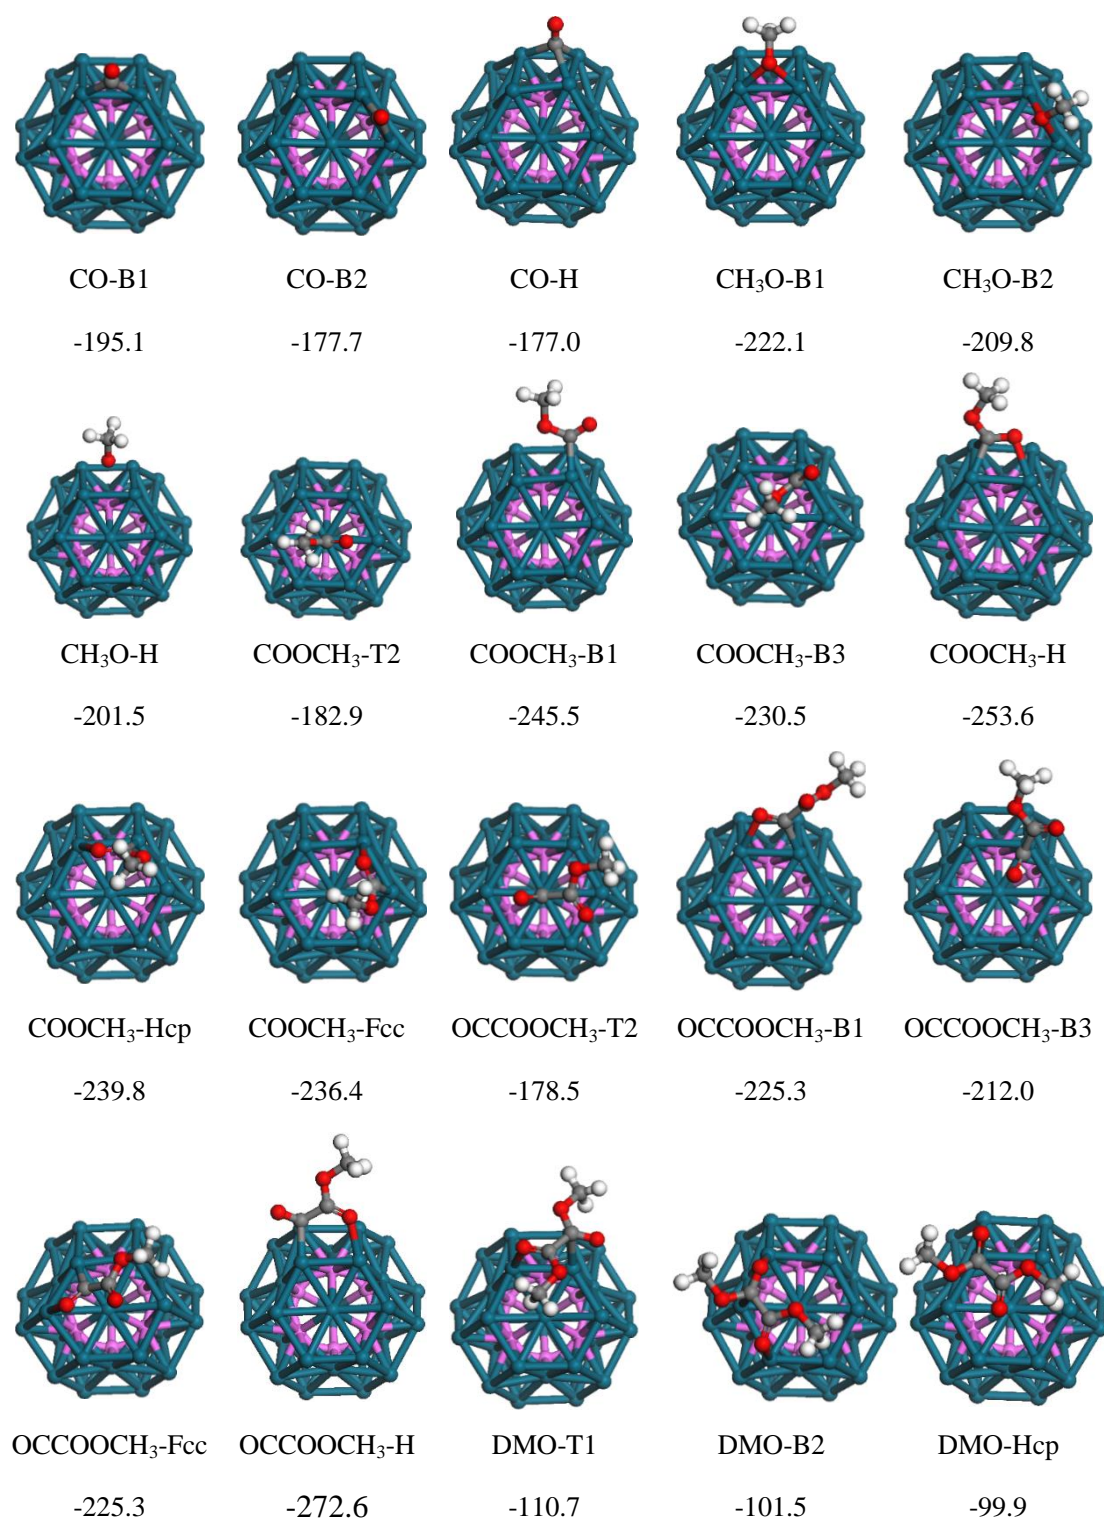 CO-B1 CO-B2 CO-H CH₃O-B1 CH₃O-B2
-195.1 -177.7 -177.0 -222.1 -209.8
CH₃O-H COOCH₃-T2 COOCH₃-B1 COOCH₃-B3 COOCH₃-H
-201.5 -182.9 -245.5 -230.5 -253.6
COOCH₃-Hcp COOCH₃-Fcc OCCOOCH₃-T2 OCCOOCH₃-B1 OCCOOCH₃-B3
-239.8 -236.4 -178.5 -225.3 -212.0
OCCOOCH₃-Fcc OCCOOCH₃-H DMO-T1 DMO-B2 DMO-Hcp
-225.3 -272.6 -110.7 -101.5 -99.9